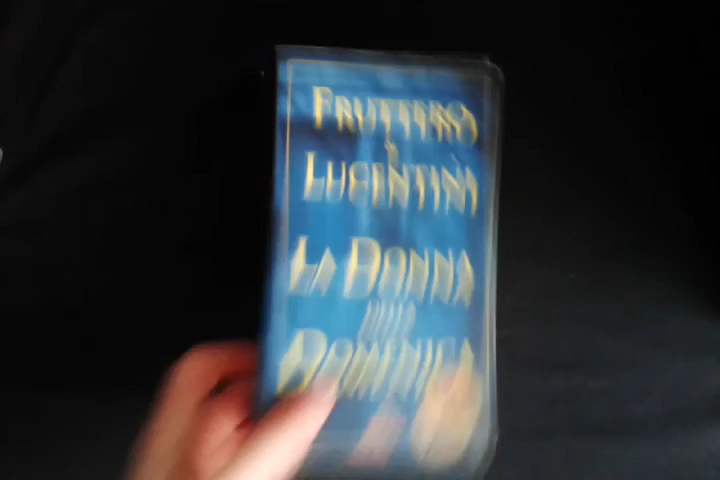 FRUTTERO
&
LUCENTINI
LA DONNA
DOMENICA